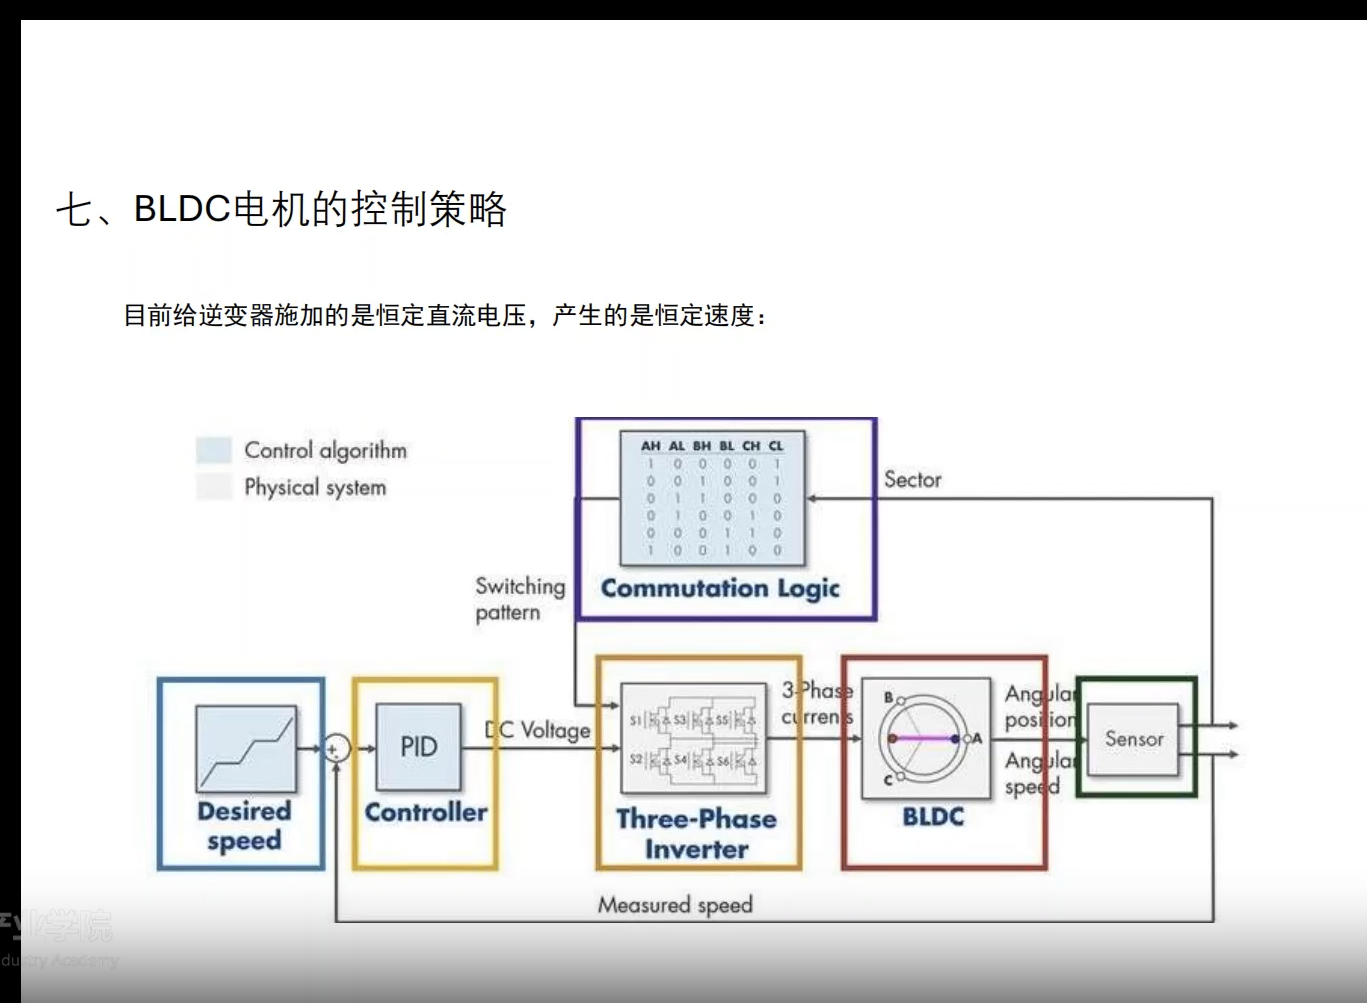 七、BLDC电机的控制策略
目前给逆变器施加的是恒定直流电压，产生的是恒定速度：
Control algorithm
Physical system
AH AL BH BL CH CL
1 0 0 0 0 1
0 0 1 0 0 1
0 1 1 0 0 0
0 1 0 0 1 0
0 0 0 1 1 0
1 0 0 1 0 0
Commutation Logic
Sector
Switching
pattern
Desired
speed
+
-
PID
Controller
DC Voltage
S1 S3 S5
S2 S4 S6
Three-Phase
Inverter
3-Phase
currents
B
A
C
BLDC
Angular
position
Angular
speed
Sensor
Measured speed
业学院
dustry Academy